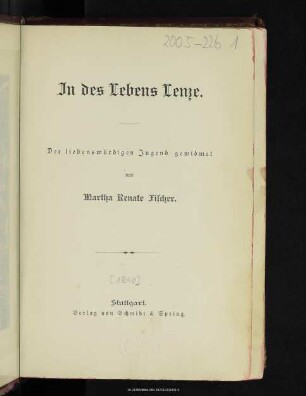 2005-226 1
In des Lebens Lenze.
Der liebenswürdigen Jugend gewidmet
von
Martha Renate Fischer.
Stuttgart.
Verlag von Schmidt & Spring.